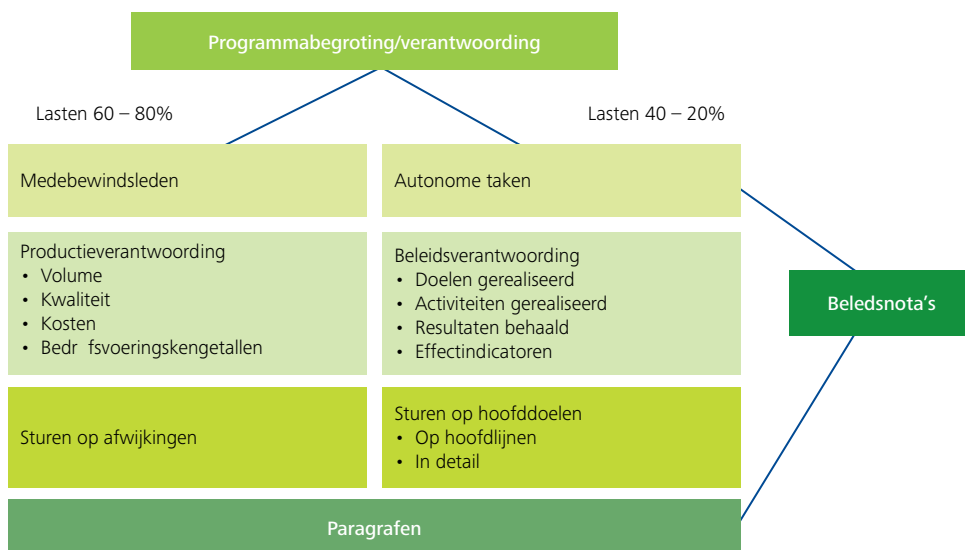 Programmabegroting/verantwoording
Lasten 60 – 80%
Lasten 40 – 20%
Medebewindsleden
Autonome taken
Productieverantwoording
• Volume
• Kwaliteit
• Kosten
• Bedr fsvoeringskengetallen
Beleidsverantwoording
• Doelen gerealiseerd
• Activiteiten gerealiseerd
• Resultaten behaald
• Effectindicatoren
Beledsnota's
Sturen op afwijkingen
Sturen op hoofddoelen
• Op hoofdlijnen
• In detail
Paragrafen